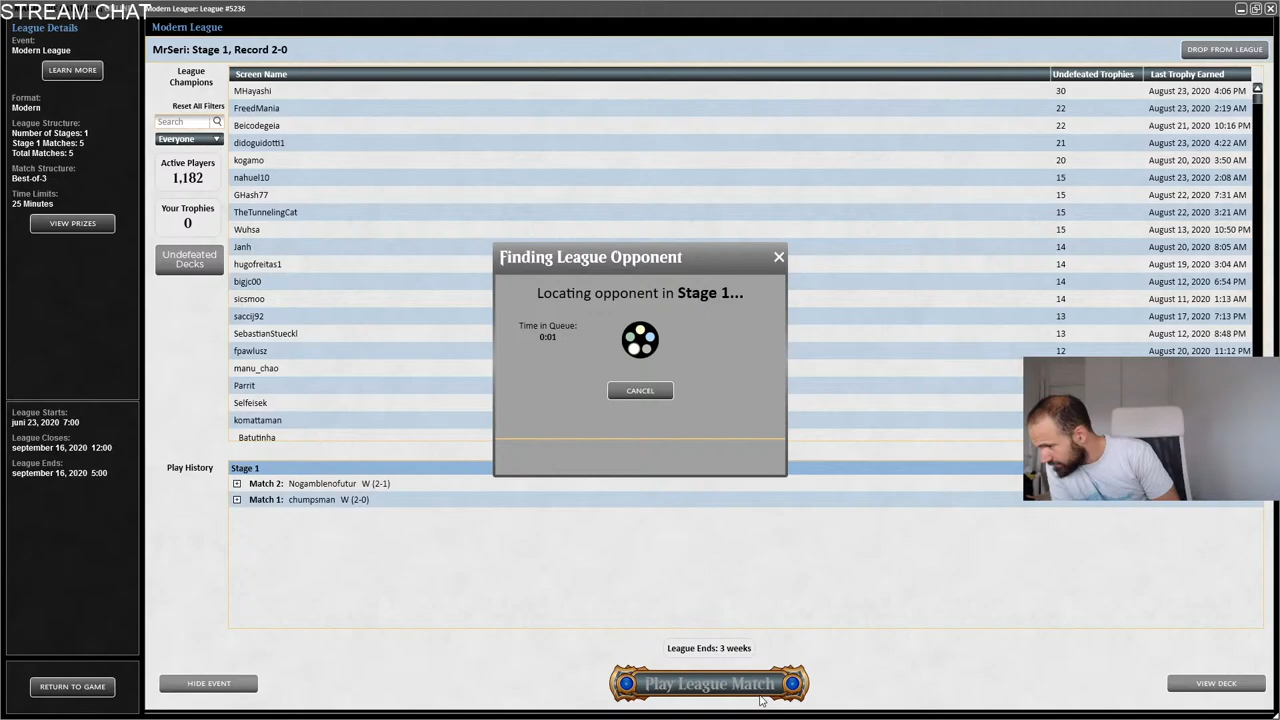 STREAM CHAT
Modern League: League #5236
League Details
Event:
Modern League
LEARN MORE
Format:
Modern
League Structure:
Number of Stages: 1
Stage 1 Matches: 5
Total Matches: 5
Match Structure:
Best-of-3
Time Limits:
25 Minutes
VIEW PRIZES
League Starts:
juni 23, 2020 7:00
League Closes:
september 16, 2020 12:00
League Ends:
september 16, 2020 5:00
RETURN TO GAME
Modern League
MrSeri: Stage 1, Record 2-0
DROP FROM LEAGUE
League
Champions
Reset All Filters
Search
Everyone
Active Players
1,182
Your Trophies
0
Undefeated
Decks
Screen Name Undefeated Trophies Last Trophy Earned
MHayashi 30 August 23, 2020 4:06 PM
FreedMania 22 August 23, 2020 2:19 AM
Beicodegeia 22 August 21, 2020 10:16 PM
didoguidotti1 21 August 23, 2020 4:22 AM
kogamo 20 August 20, 2020 3:50 AM
nahuel10 15 August 23, 2020 2:08 AM
GHash77 15 August 22, 2020 7:31 AM
TheTunnelingCat 15 August 22, 2020 3:21 AM
Wuhsa 15 August 22, 2020 10:50 PM
Janh 14 August 20, 2020 8:05 AM
hugofreitas1 14 August 19, 2020 3:04 AM
bigjc00 14 August 12, 2020 6:54 PM
sicsmoo 14 August 11, 2020 1:13 AM
saccij92 13 August 17, 2020 7:13 PM
SebastianStueckl 13 August 12, 2020 8:48 PM
fpawlusz 12 August 20, 2020 11:12 PM
manu_chao
Parrit
Selfeisek
komattaman
Batutinha
Finding League Opponent
Locating opponent in Stage 1...
Time in Queue:
0:01
CANCEL
Play History
Stage 1
Match 2: Nogamblenofutur W (2-1)
Match 1: chumpsman W (2-0)
League Ends: 3 weeks
HIDE EVENT
Play League Match
VIEW DECK